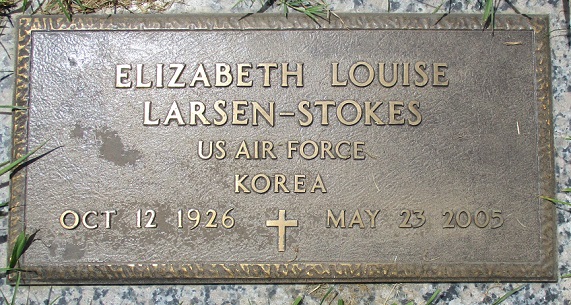 ELIZABETH LOUISE
LARSEN-STOKES
US AIR FORCE
KOREA
OCT 12 1926 MAY 23 2005